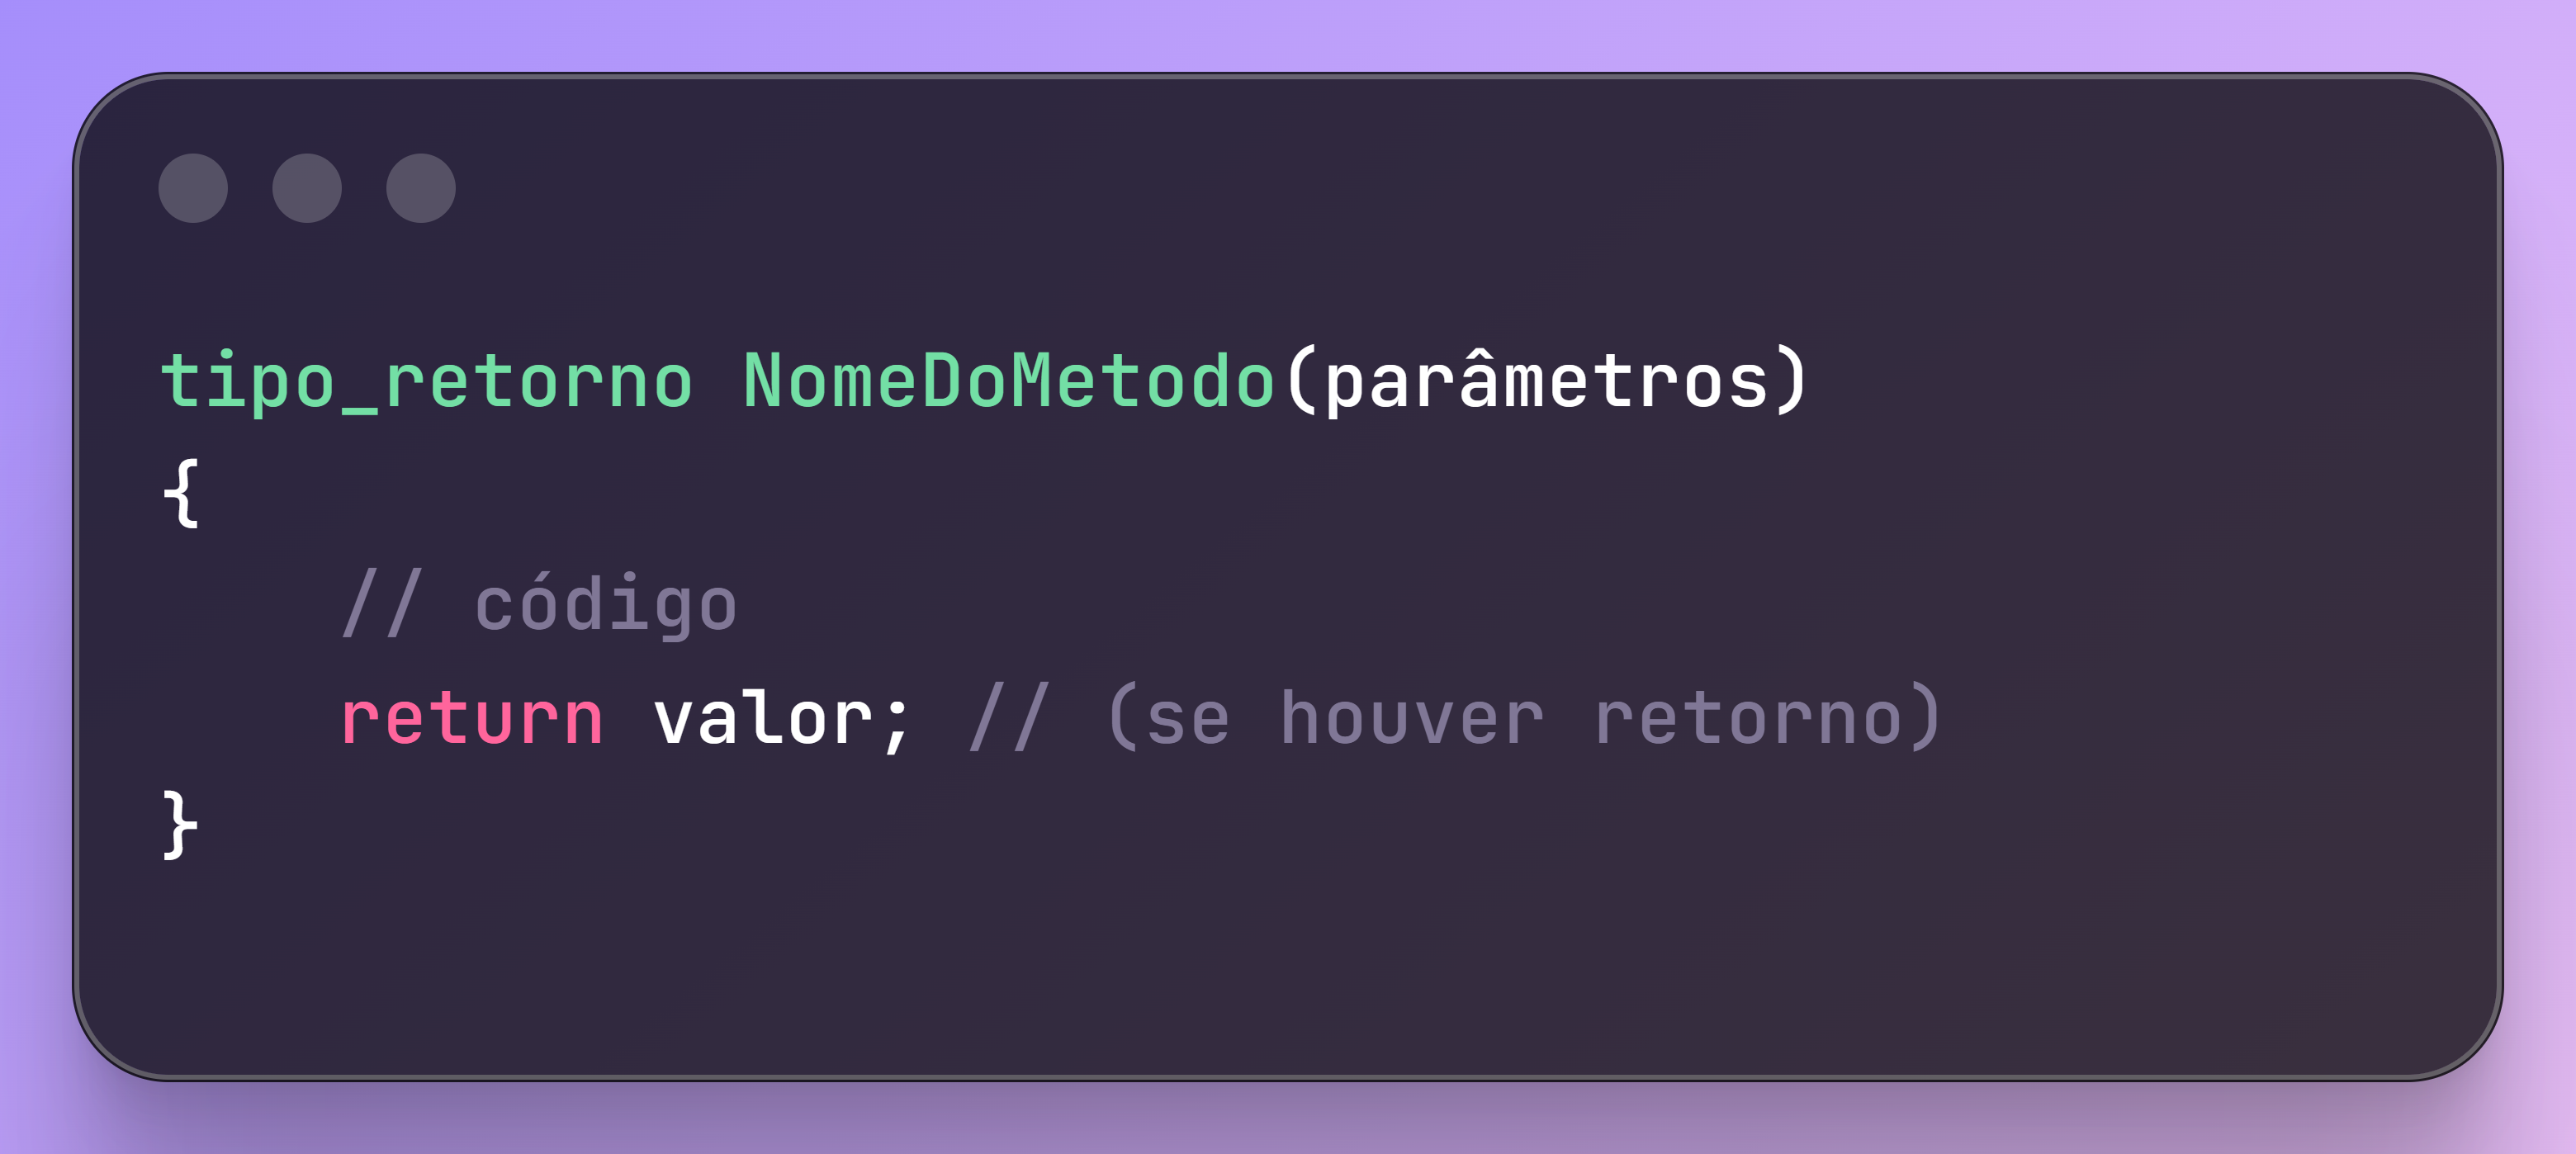 tipo_retorno NomeDoMetodo(parâmetros)
{
    // código
    return valor; // (se houver retorno)
}